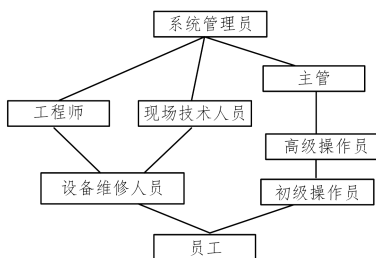 系统管理员
主管
工程师
现场技术人员
高级操作员
设备维修人员
初级操作员
员工